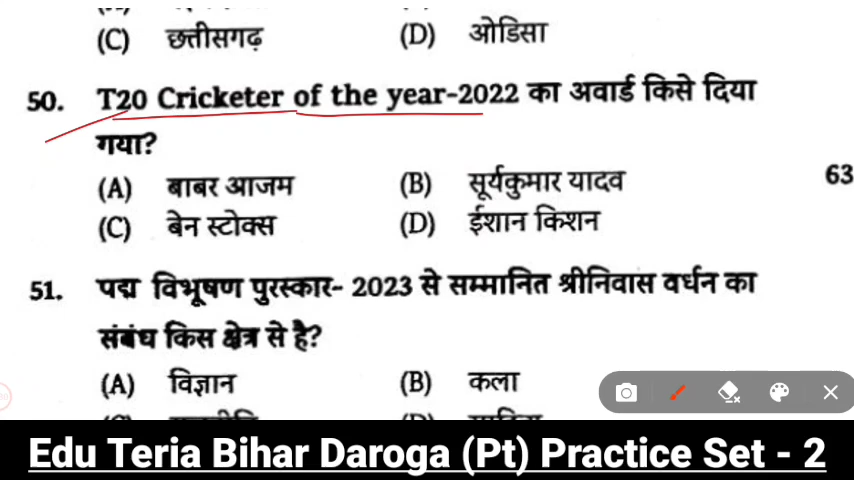 (C) छत्तीसगढ़ (D) ओडिसा
50. T20 Cricketer of the year-2022 का अवार्ड किसे दिया
गया?
(A) बाबर आजम (B) सूर्यकुमार यादव
63
(C) बेन स्टोक्स (D) ईशान किशन
51. पद्म विभूषण पुरस्कार- 2023 से सम्मानित श्रीनिवास वर्धन का
संबंध किस क्षेत्र से है?
(A) विज्ञान (B) कला
Edu Teria Bihar Daroga (Pt) Practice Set - 2